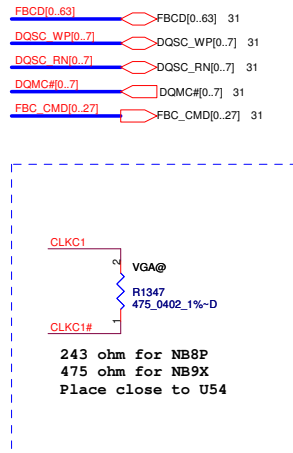 FBCD[0..63] FBCD[0..63] 31
DQSC_WP[0..7] DQSC_WP[0..7] 31
DQSC_RN[0..7] DQSC_RN[0..7] 31
DQMC#[0..7] DQMC#[0..7] 31
FBC_CMD[0..27] FBC_CMD[0..27] 31
CLKC1
2
VGA@
R1347
475_0402_1%~D
1
CLKC1#
243 ohm for NB8P
475 ohm for NB9X
Place close to U54